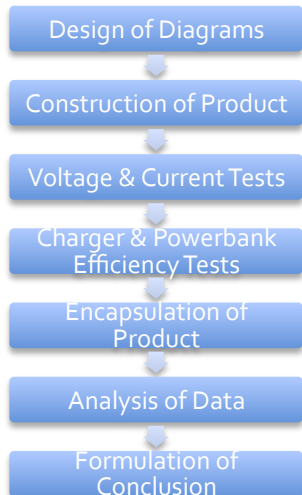 Design of Diagrams
Construction of Product
Voltage & Current Tests
Charger & Powerbank
Efficiency Tests
Encapsulation of
Product
Analysis of Data
Formulation of
Conclusion